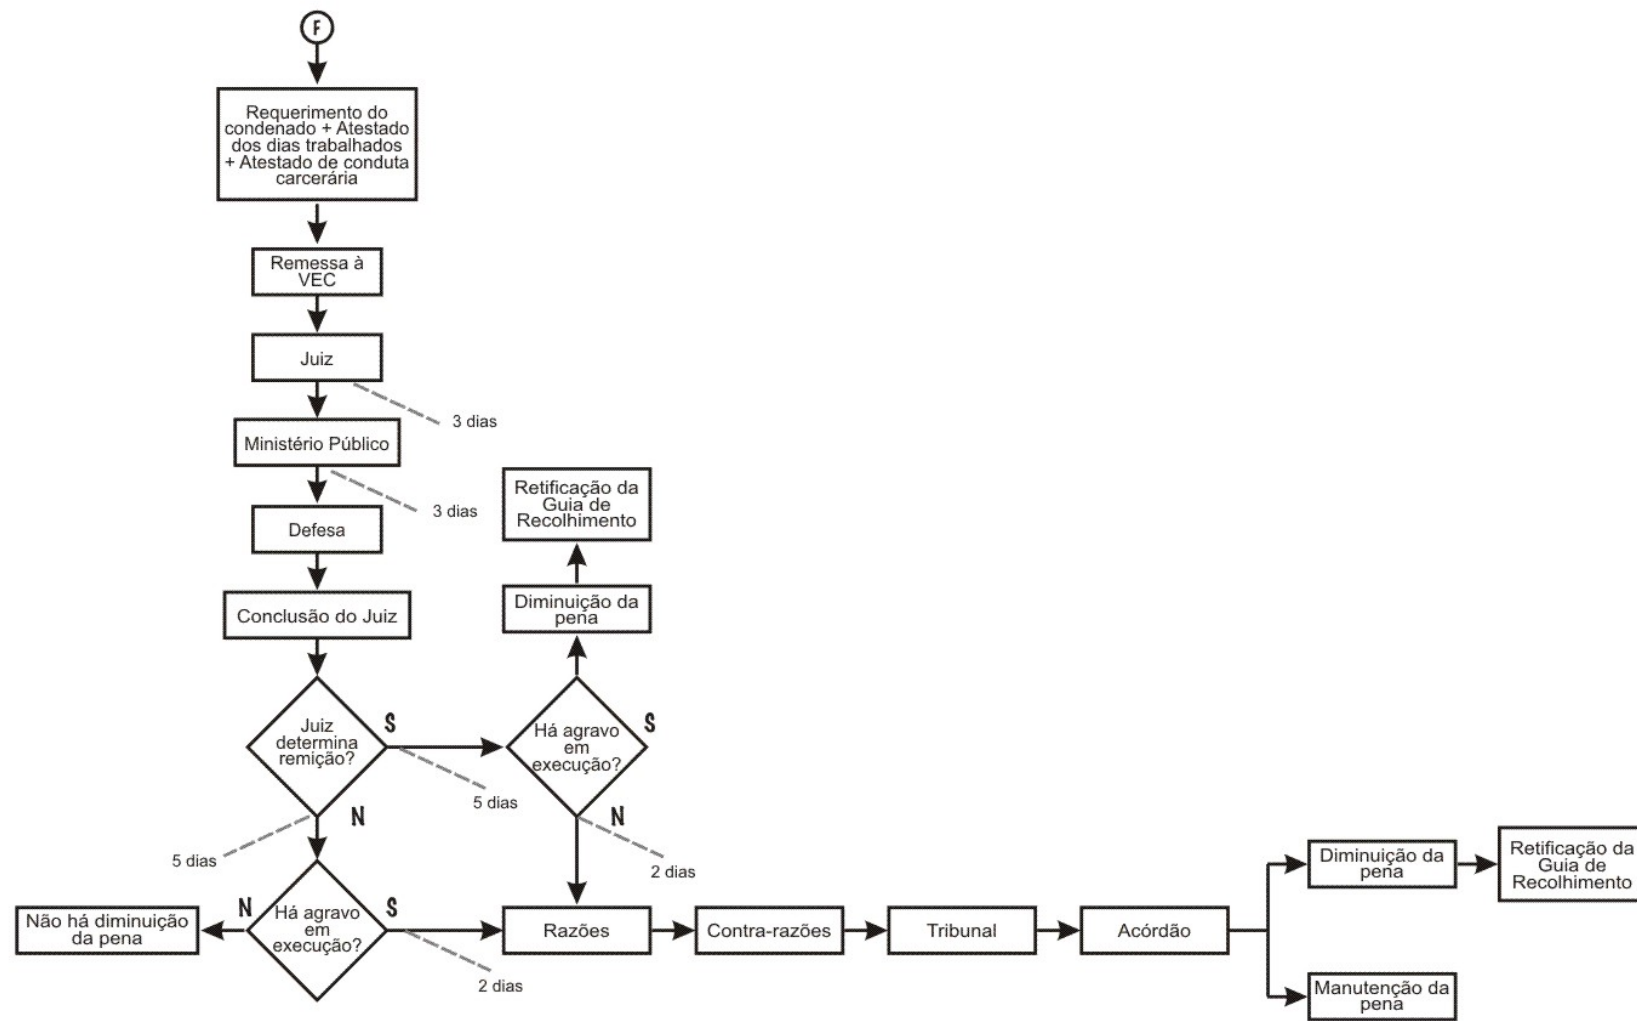 F
Requerimento do
condenado + Atestado
dos dias trabalhados
+ Atestado de conduta
carcerária
Remessa à
VEC
Juiz
3 dias
Ministério Público
3 dias
Defesa
Conclusão do Juiz
Retificação da
Guia de
Recolhimento
Diminuição da
pena
Juiz
determina
remição?
S
5 dias
N
5 dias
Há agravo
em
execução?
S
N
2 dias
Há agravo
em
execução?
N
S
2 dias
Não há diminuição
da pena
Razões
Contra-razões
Tribunal
Acórdão
Diminuição da
pena
Retificação da
Guia de
Recolhimento
Manutenção da
pena